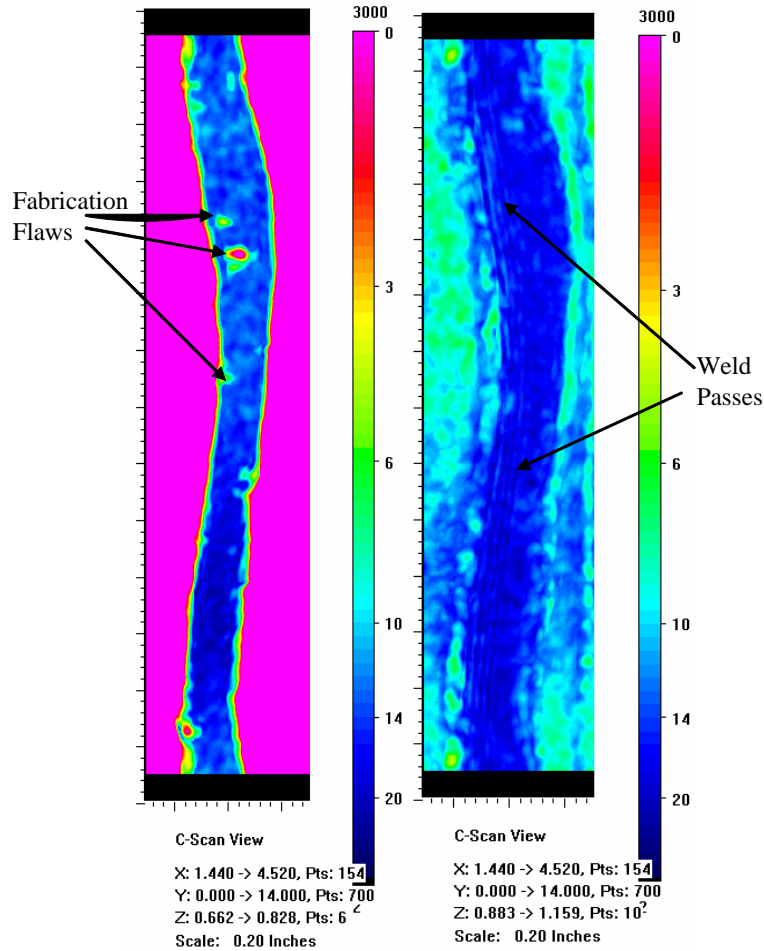 3000
0
3
6
10
14
20
Fabrication
Flaws
C-Scan View
X: 1.440 -> 4.520, Pts: 154
Y: 0.000 -> 14.000, Pts: 700
Z: 0.662 -> 0.828, Pts: 6
2
Scale: 0.20 Inches
3000
0
3
6
10
14
20
Weld
Passes
C-Scan View
X: 1.440 -> 4.520, Pts: 154
Y: 0.000 -> 14.000, Pts: 700
Z: 0.883 -> 1.159, Pts: 10
2
Scale: 0.20 Inches